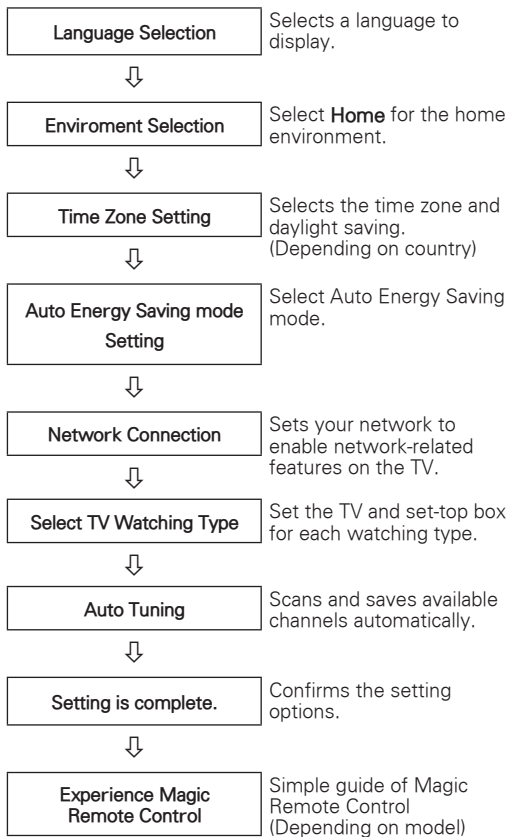 Language Selection
Selects a language to
display.
Enviroment Selection
Select Home for the home
environment.
Time Zone Setting
Selects the time zone and
daylight saving.
(Depending on country)
Auto Energy Saving mode
Setting
Select Auto Energy Saving
mode.
Network Connection
Sets your network to
enable network-related
features on the TV.
Select TV Watching Type
Set the TV and set-top box
for each watching type.
Auto Tuning
Scans and saves available
channels automatically.
Setting is complete.
Confirms the setting
options.
Experience Magic
Remote Control
Simple guide of Magic
Remote Control
(Depending on model)